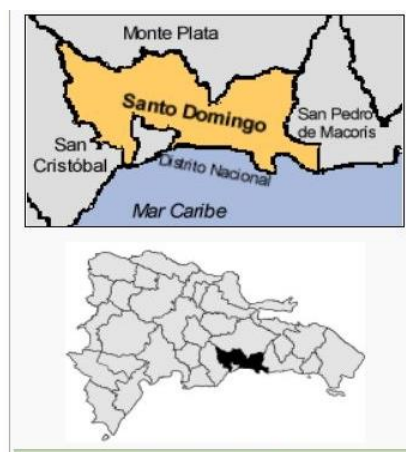 Monte Plata
Santo Domingo
San Pedro
de Macorís
San
Cristóbal
Distrito Nacional
Mar Caribe